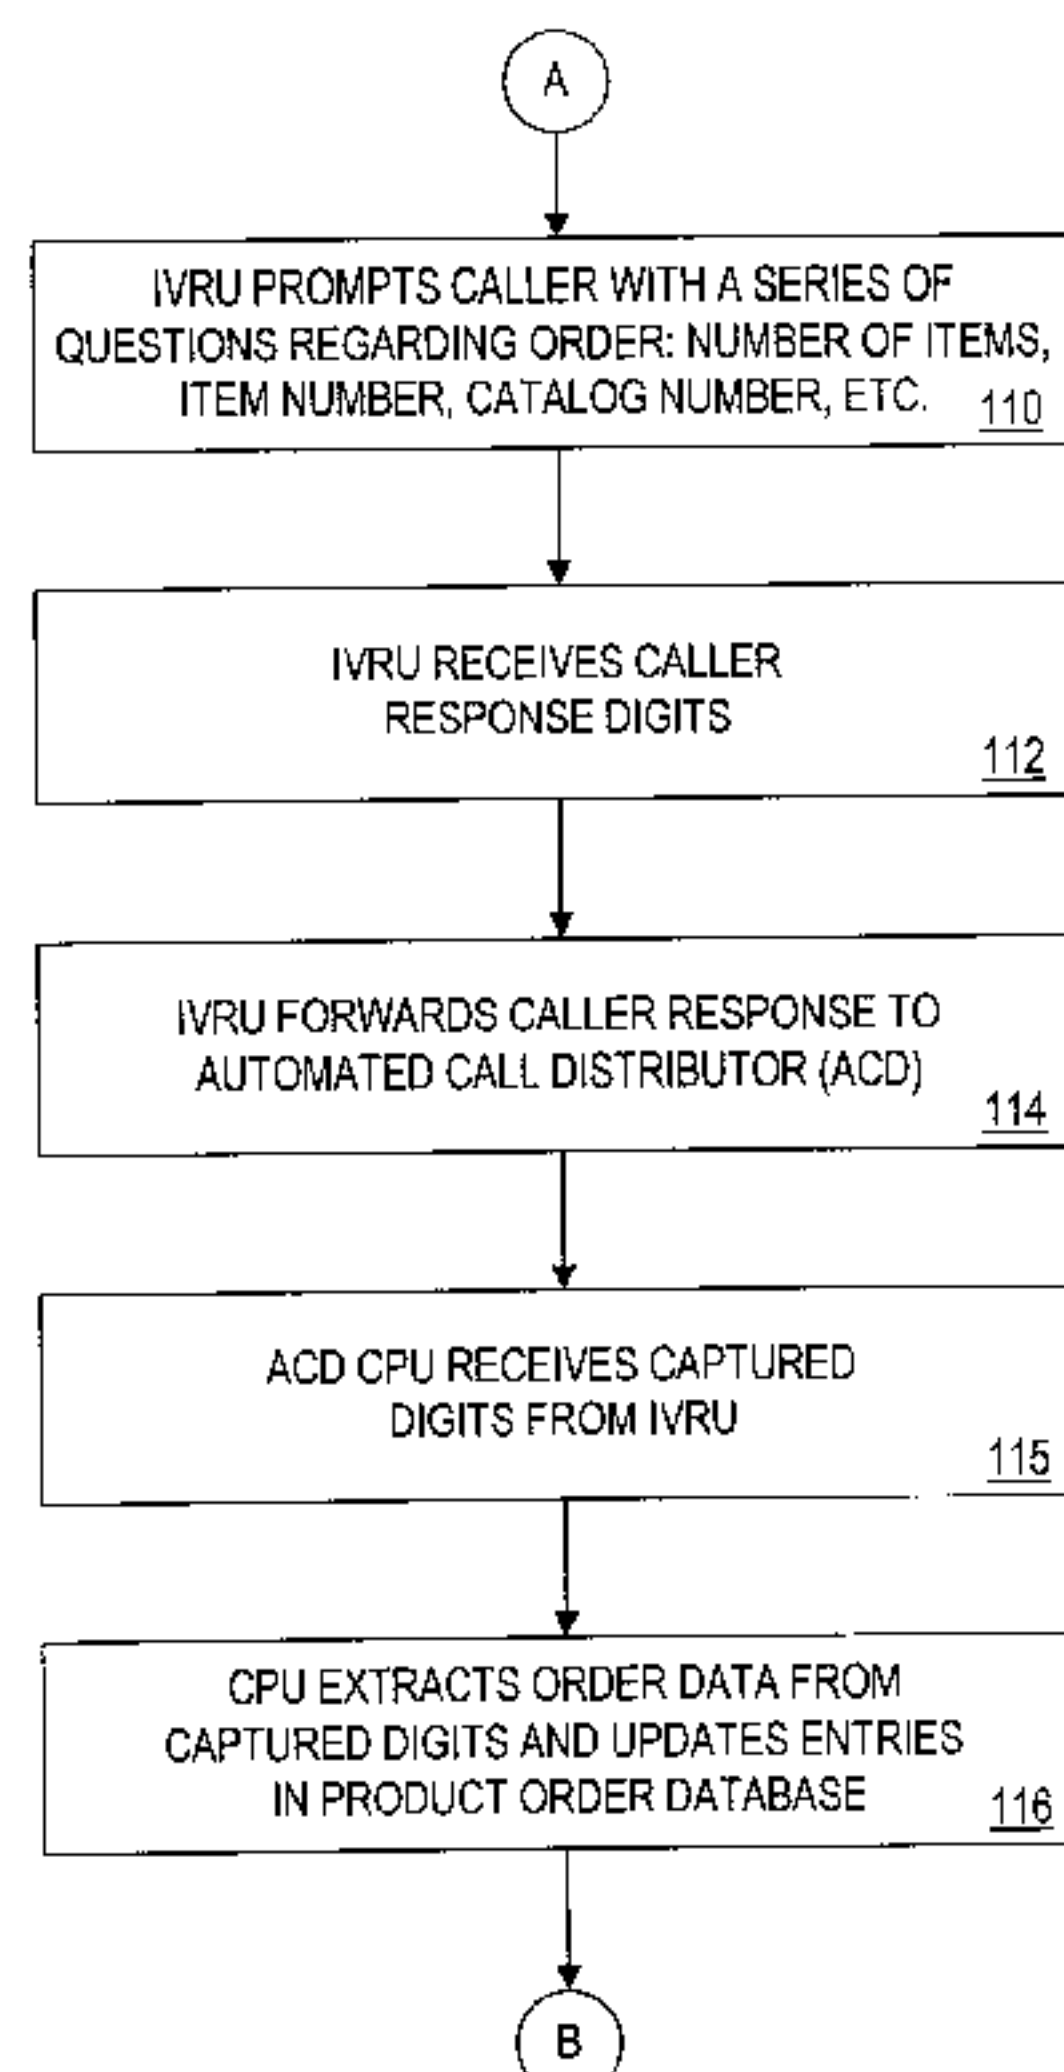 A
IVRU PROMPTS CALLER WITH A SERIES OF
QUESTIONS REGARDING ORDER: NUMBER OF ITEMS,
ITEM NUMBER, CATALOG NUMBER, ETC.
110
IVRU RECEIVES CALLER
RESPONSE DIGITS
112
IVRU FORWARDS CALLER RESPONSE TO
AUTOMATED CALL DISTRIBUTOR (ACD)
114
ACD CPU RECEIVES CAPTURED
DIGITS FROM IVRU
115
CPU EXTRACTS ORDER DATA FROM
CAPTURED DIGITS AND UPDATES ENTRIES
IN PRODUCT ORDER DATABASE
116
B